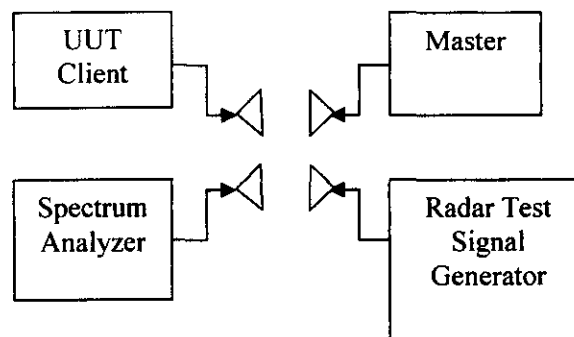 UUT
Client
Master
Spectrum
Analyzer
Radar Test
Signal
Generator